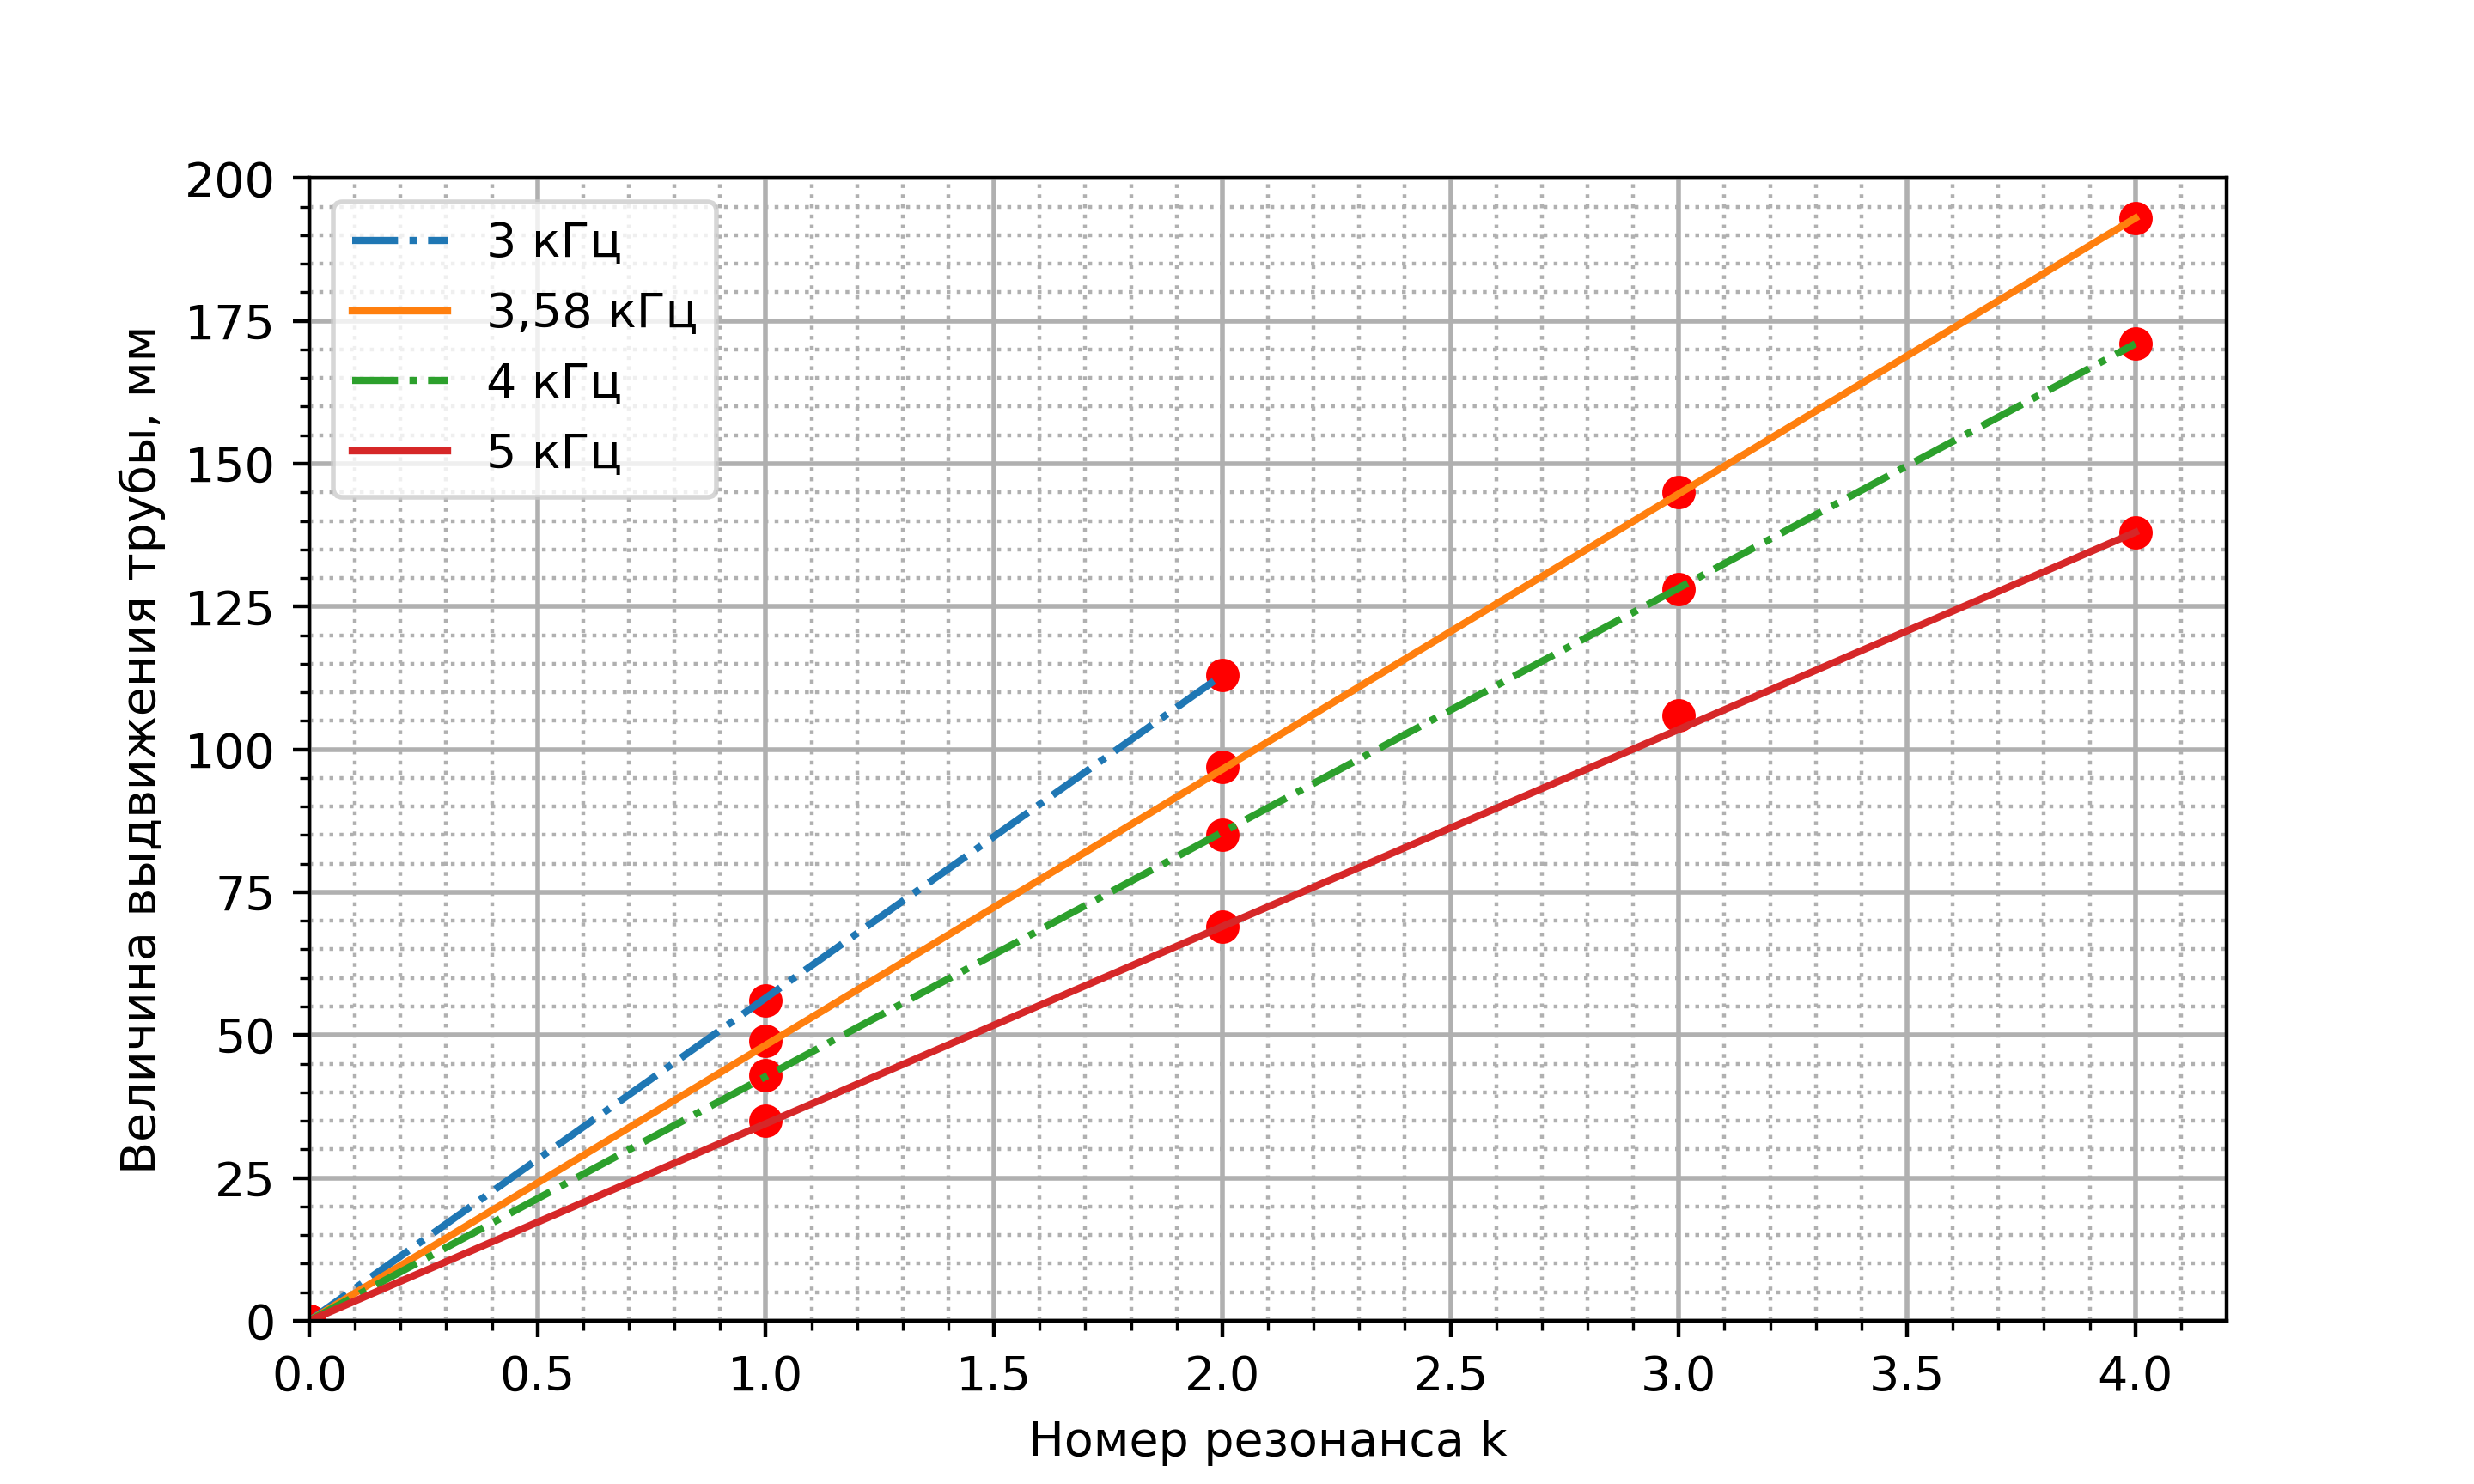 200
175
150
125
100
75
50
25
0
Величина выдвижения трубы, мм
3 кГц
3,58 кГц
4 кГц
5 кГц
0.0 0.5 1.0 1.5 2.0 2.5 3.0 3.5 4.0
Номер резонанса k